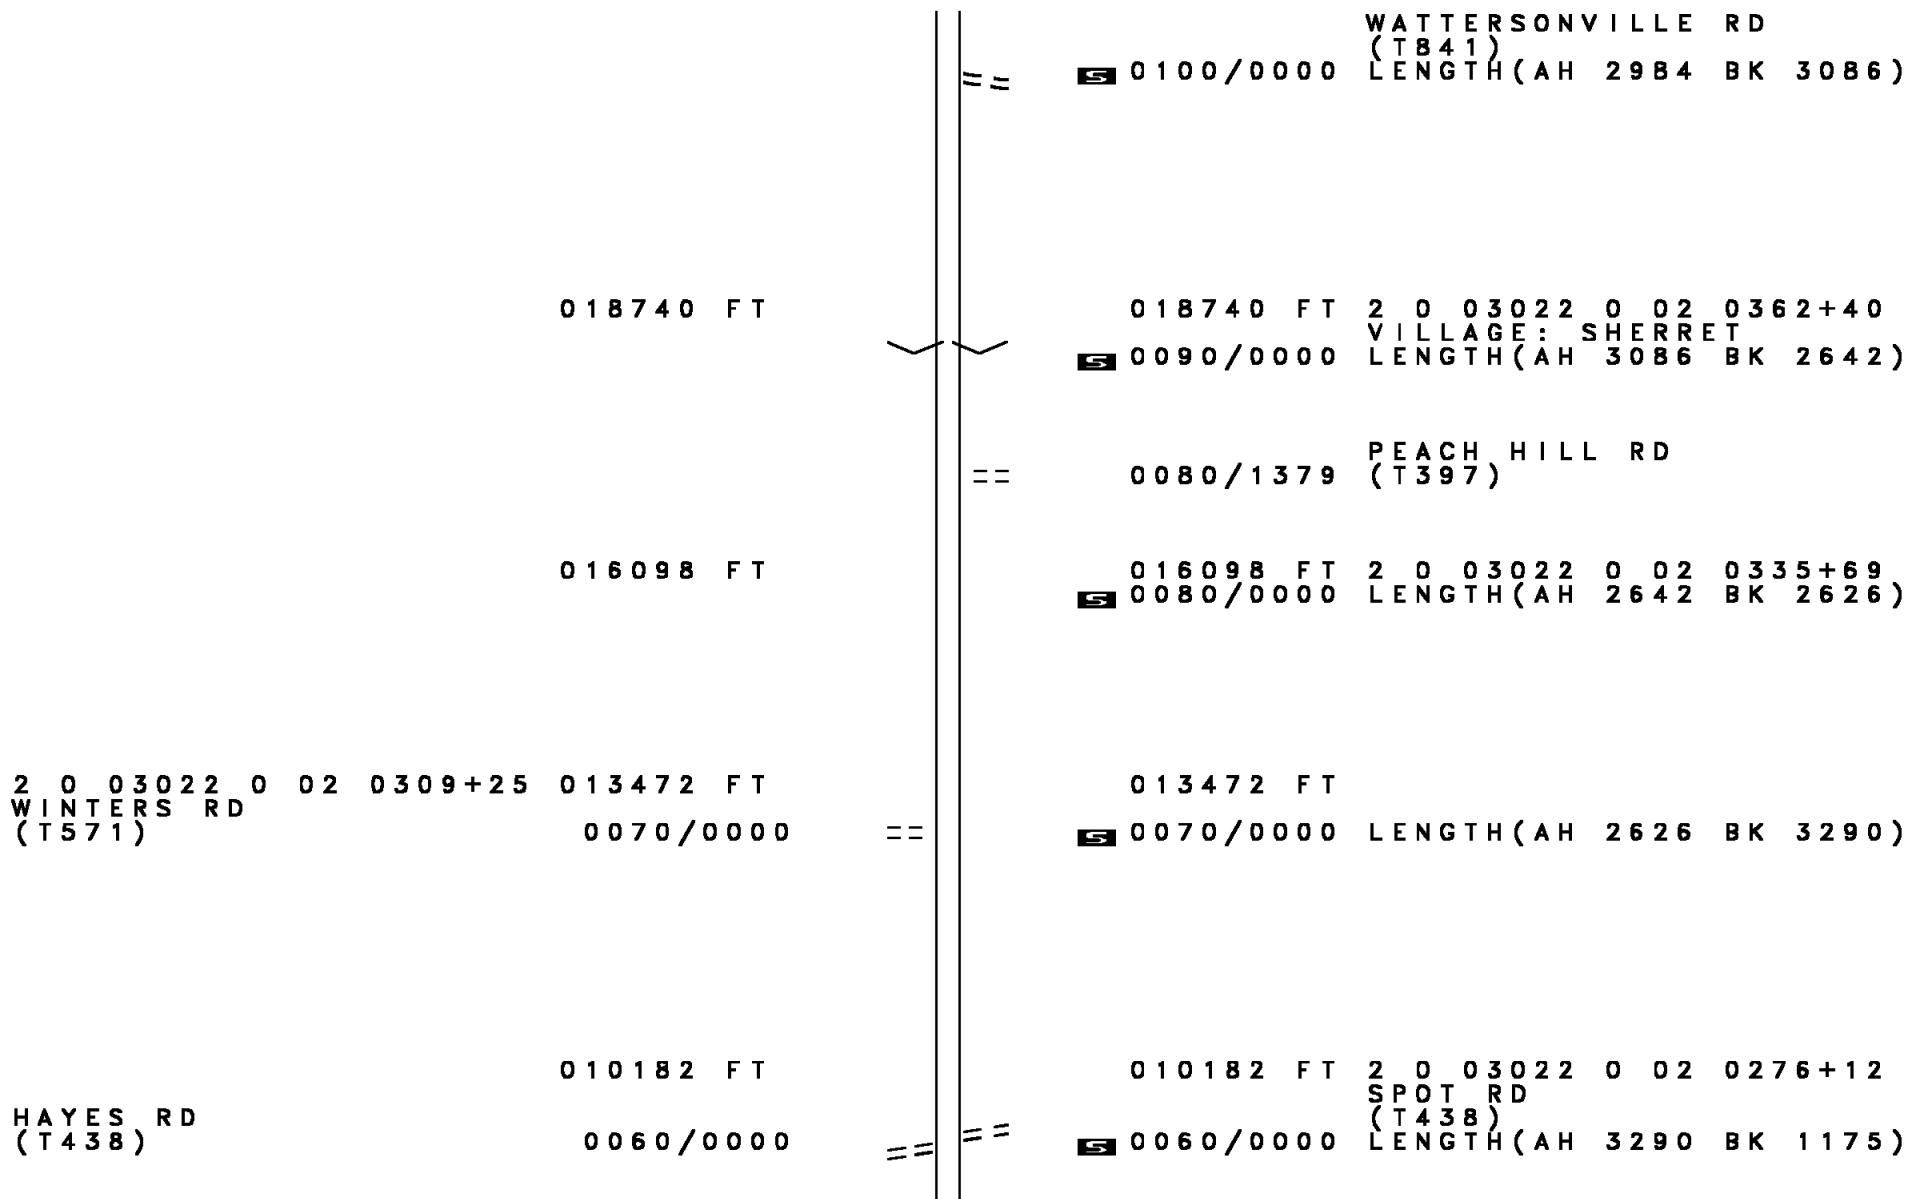 WATTERSONVILLE RD
(T841)
S 0100/0000 LENGTH(AH 2984 BK 3086)
018740 FT 018740 FT 2 0 03022 0 02 0362+40
VILLAGE: SHERRET
S 0090/0000 LENGTH(AH 3086 BK 2642)
PEACH HILL RD
0080/1379 (T397)
016098 FT 016098 FT 2 0 03022 0 02 0335+69
S 0080/0000 LENGTH(AH 2642 BK 2626)
2 0 03022 0 02 0309+25 013472 FT 013472 FT
WINTERS RD
(T571) 0070/0000 S 0070/0000 LENGTH(AH 2626 BK 3290)
010182 FT 010182 FT 2 0 03022 0 02 0276+12
SPOT RD
HAYES RD (T438)
(T438) 0060/0000 S 0060/0000 LENGTH(AH 3290 BK 1175)